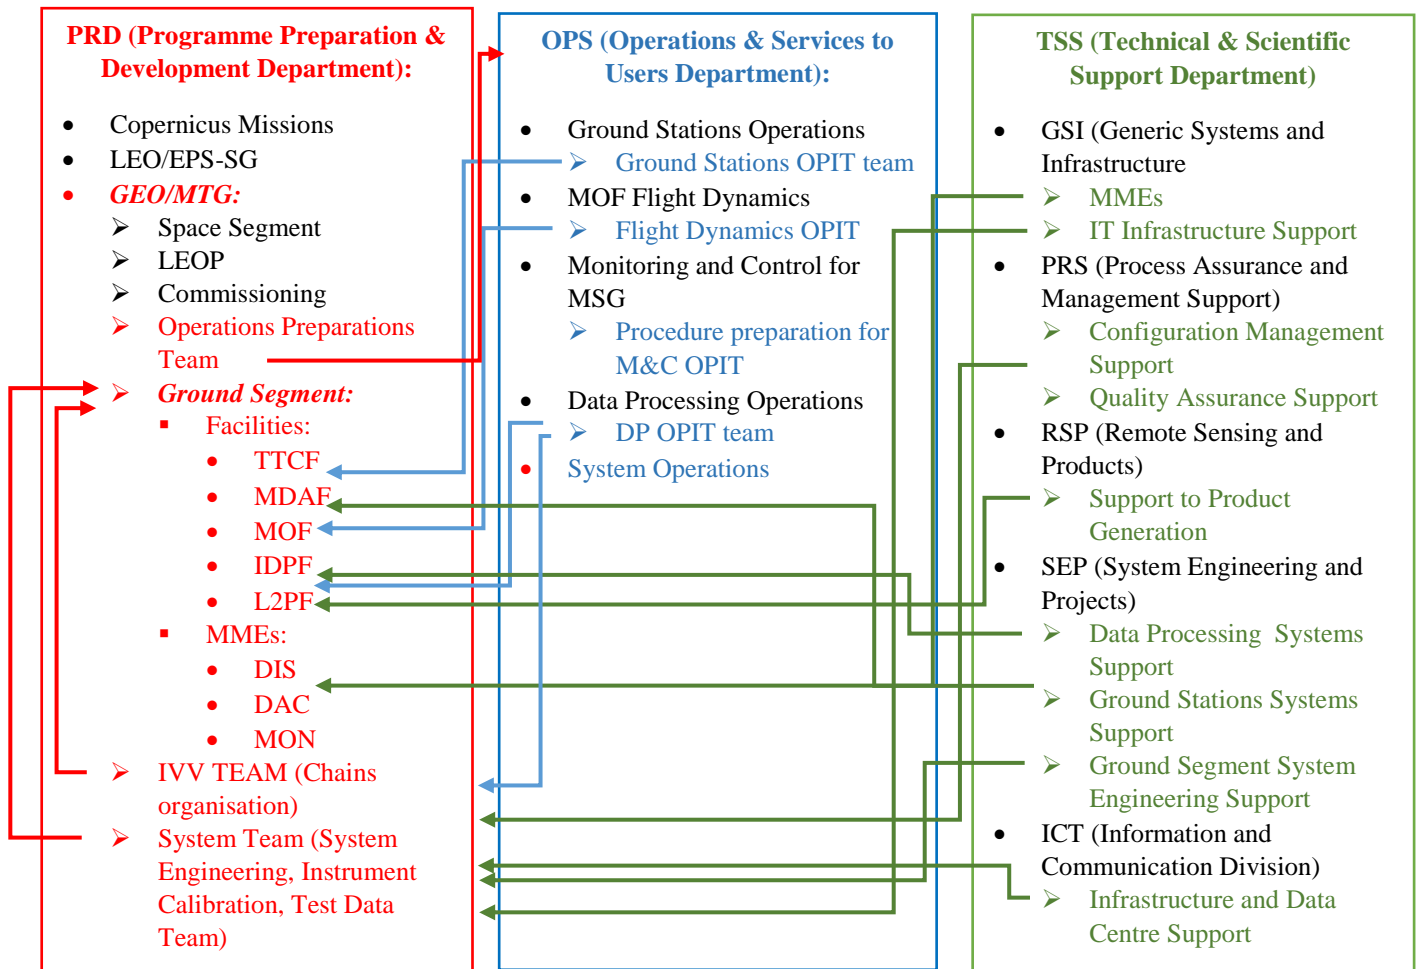 PRD (Programme Preparation &
Development Department):
Copernicus Missions
LEO/EPS-SG
GEO/MTG:
Space Segment
LEOP
Commissioning
Operations Preparations
Team
Ground Segment:
Facilities:
TTCF
MDAF
MOF
IDPF
L2PF
MMEs:
DIS
DAC
MON
IVV TEAM (Chains
organisation)
System Team (System
Engineering, Instrument
Calibration, Test Data
Team)
OPS (Operations & Services to
Users Department):
Ground Stations Operations
Ground Stations OPIT team
MOF Flight Dynamics
Flight Dynamics OPIT
Monitoring and Control for
MSG
Procedure preparation for
M&C OPIT
Data Processing Operations
DP OPIT team
System Operations
TSS (Technical & Scientific
Support Department)
GSI (Generic Systems and
Infrastructure
MMEs
IT Infrastructure Support
PRS (Process Assurance and
Management Support)
Configuration Management
Support
Quality Assurance Support
RSP (Remote Sensing and
Products)
Support to Product
Generation
SEP (System Engineering and
Projects)
Data Processing  Systems
Support
Ground Stations Systems
Support
Ground Segment System
Engineering Support
ICT (Information and
Communication Division)
Infrastructure and Data
Centre Support